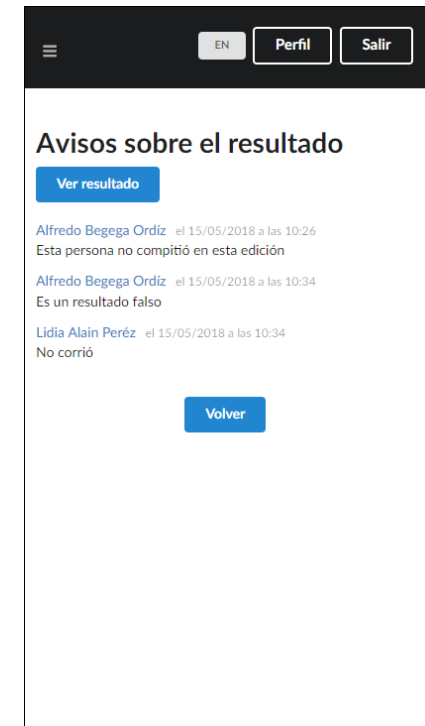 EN Perfil Salir
Avisos sobre el resultado
Ver resultado
Alfredo Begega Ordíz el 15/05/2018 a las 10:26
Esta persona no compitió en esta edición
Alfredo Begega Ordíz el 15/05/2018 a las 10:34
Es un resultado falso
Lidia Alain Peréz el 15/05/2018 a las 10:34
No corrió
Volver